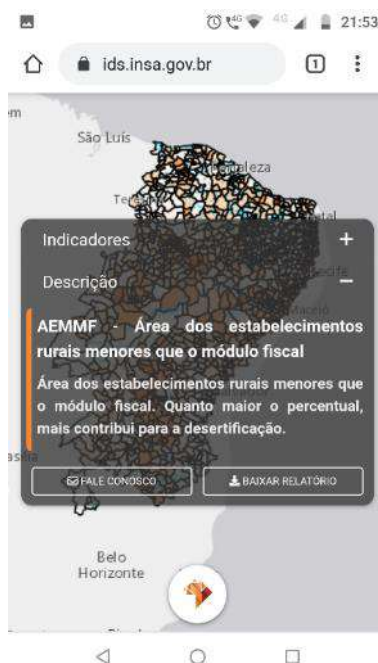 21:53
ids.insa.gov.br
1
São Luís
Indicadores
Descrição
AEMMF - Área dos estabelecimentos
rurais menores que o módulo fiscal
Área dos estabelecimentos rurais menores que
o módulo fiscal. Quanto maior o percentual,
mais contribui para a desertificação.
FALE CONOSCO
BAIXAR RELATÓRIO
Belo
Horizonte